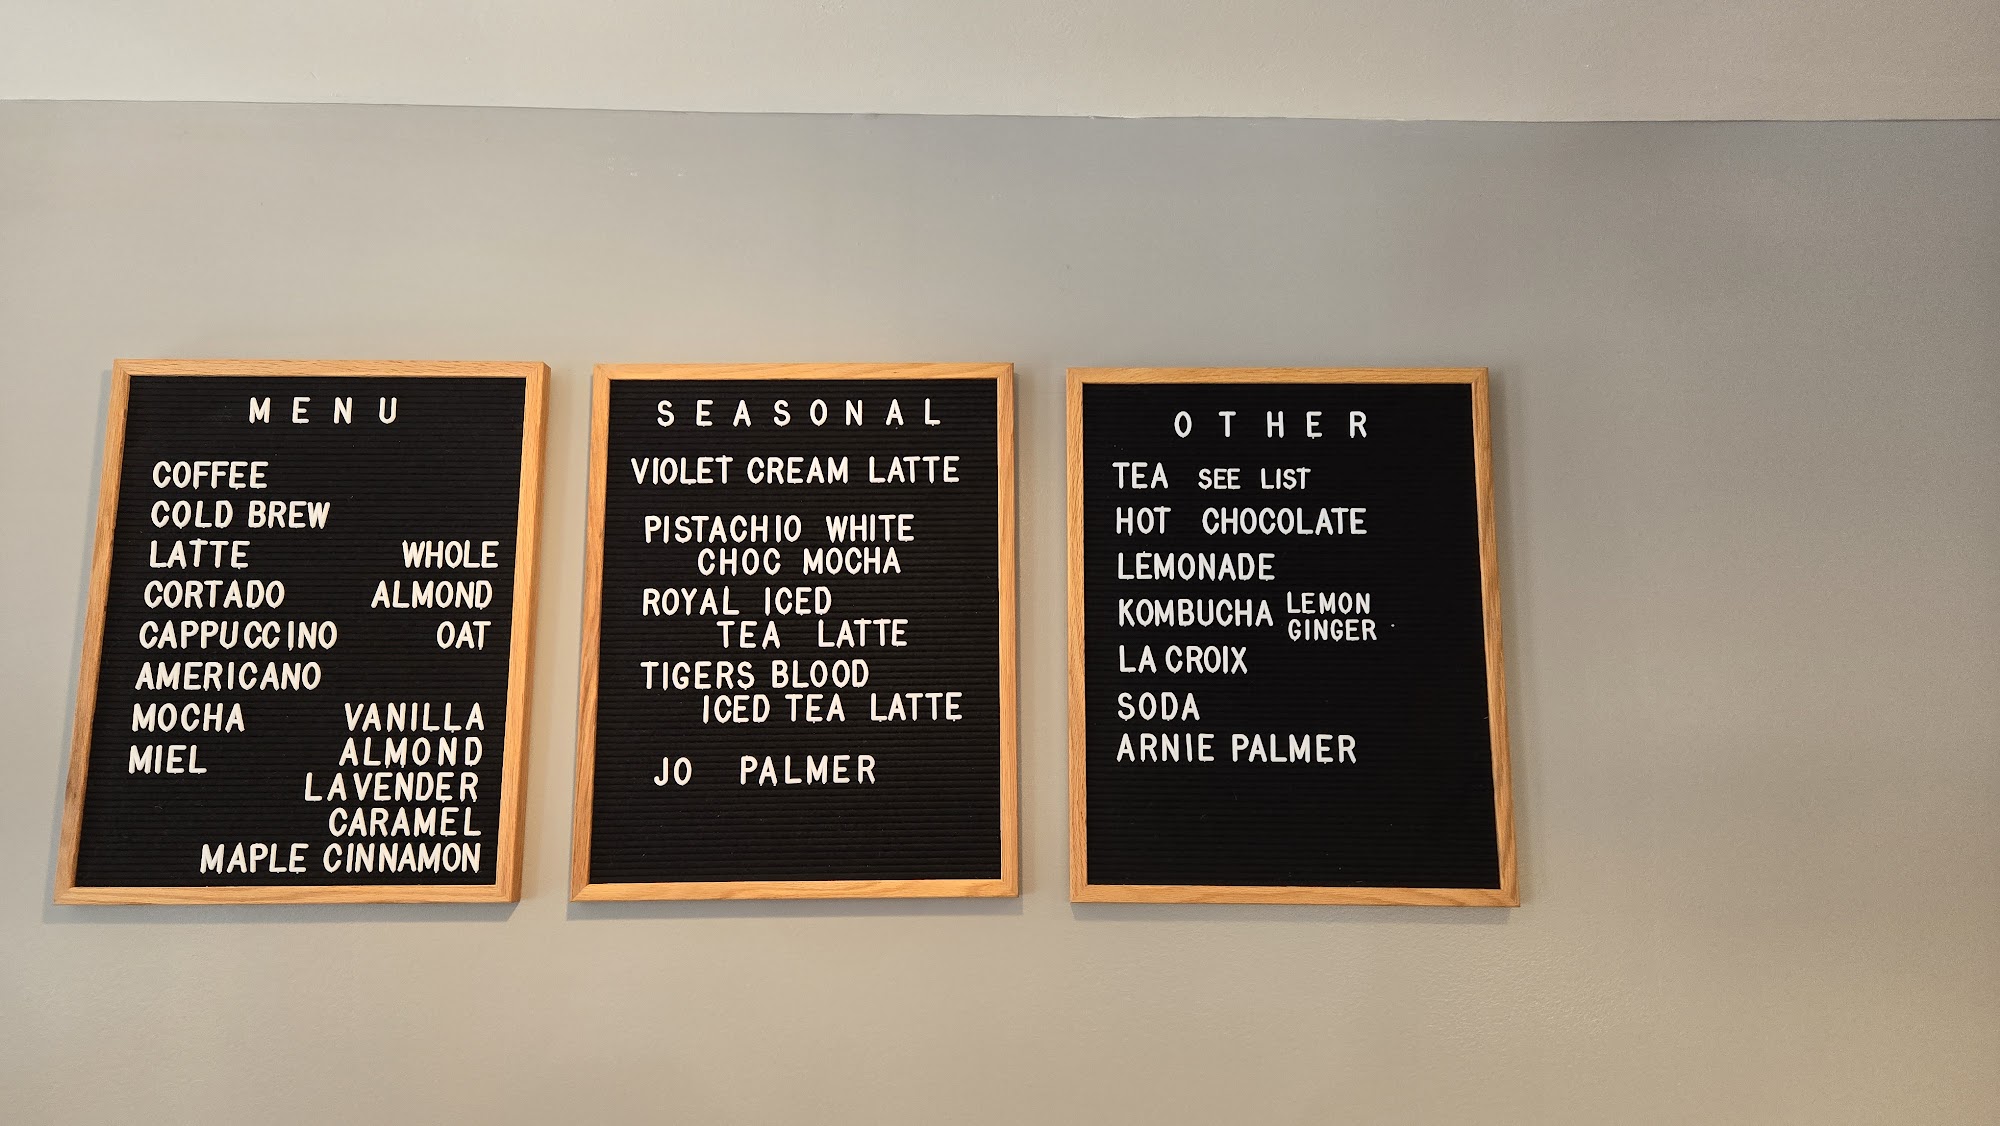 MENU
COFFEE
COLD BREW
LATTE WHOLE
CORTADO ALMOND
CAPPUCCINO OAT
AMERICANO
MOCHA VANILLA
MIEL ALMOND
LAVENDER
CARAMEL
MAPLE CINNAMON
SEASONAL
VIOLET CREAM LATTE
PISTACHIO WHITE
CHOC MOCHA
ROYAL ICED
TEA LATTE
TIGERS BLOOD
ICED TEA LATTE
JO PALMER
OTHER
TEA SEE LIST
HOT CHOCOLATE
LEMONADE
KOMBUCHA LEMON
GINGER
LA CROIX
SODA
ARNIE PALMER